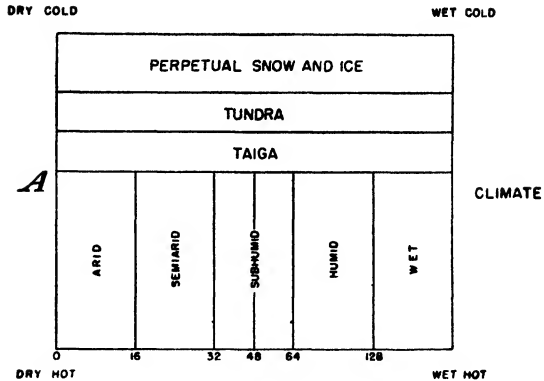 DRY COLD
WET COLD
PERPETUAL SNOW AND ICE
TUNDRA
TAIGA
A
CLIMATE
ARID
SEMIARID
SUBHUMID
HUMID
WET
0 16 32 48 64 128
DRY HOT
WET HOT